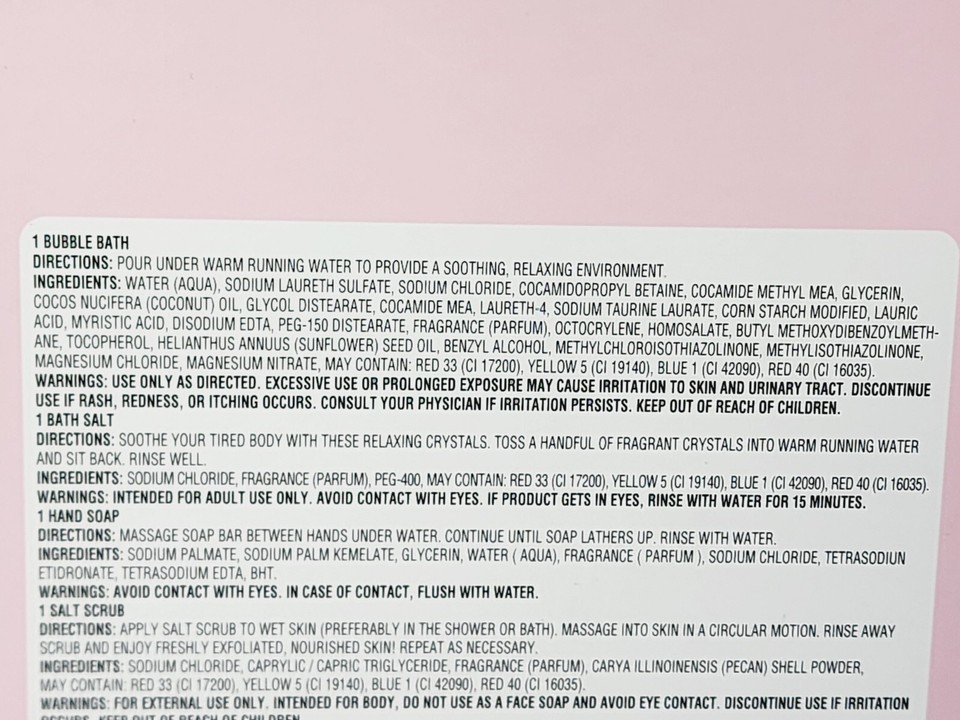 1 BUBBLE BATH
DIRECTIONS: POUR UNDER WARM RUNNING WATER TO PROVIDE A SOOTHING, RELAXING ENVIRONMENT.
INGREDIENTS: WATER (AQUA), SODIUM LAURETH SULFATE, SODIUM CHLORIDE, COCAMIDOPROPYL BETAINE, COCAMIDE METHYL MEA, GLYCERIN,
COCOS NUCIFERA (COCONUT) OIL, GLYCOL DISTEARATE, COCAMIDE MEA, LAURETH-4, SODIUM TAURINE LAURATE, CORN STARCH MODIFIED, LAURIC
ACID, MYRISTIC ACID, DISODIUM EDTA, PEG-150 DISTEARATE, FRAGRANCE (PARFUM), OCTOCRYLENE, HOMOSALATE, BUTYL METHOXYDIBENZOYLMETH-
ANE, TOCOPHEROL, HELIANTHUS ANNUUS (SUNFLOWER) SEED OIL, BENZYL ALCOHOL, METHYLCHLOROISOTHIAZOLINONE, METHYLISOTHIAZOLINONE,
MAGNESIUM CHLORIDE, MAGNESIUM NITRATE, MAY CONTAIN: RED 33 (CI 17200), YELLOW 5 (CI 19140), BLUE 1 (CI 42090), RED 40 (CI 16035).
WARNINGS: USE ONLY AS DIRECTED. EXCESSIVE USE OR PROLONGED EXPOSURE MAY CAUSE IRRITATION TO SKIN AND URINARY TRACT. DISCONTINUE
USE IF RASH, REDNESS, OR ITCHING OCCURS. CONSULT YOUR PHYSICIAN IF IRRITATION PERSISTS. KEEP OUT OF REACH OF CHILDREN.
1 BATH SALT
DIRECTIONS: SOOTHE YOUR TIRED BODY WITH THESE RELAXING CRYSTALS. TOSS A HANDFUL OF FRAGRANT CRYSTALS INTO WARM RUNNING WATER
AND SIT BACK. RINSE WELL.
INGREDIENTS: SODIUM CHLORIDE, FRAGRANCE (PARFUM), PEG-400, MAY CONTAIN: RED 33 (CI 17200), YELLOW 5 (CI 19140), BLUE 1 (CI 42090), RED 40 (CI 16035).
WARNINGS: INTENDED FOR ADULT USE ONLY. AVOID CONTACT WITH EYES. IF PRODUCT GETS IN EYES, RINSE WITH WATER FOR 15 MINUTES.
1 HAND SOAP
DIRECTIONS: MASSAGE SOAP BAR BETWEEN HANDS UNDER WATER. CONTINUE UNTIL SOAP LATHERS UP. RINSE WITH WATER.
INGREDIENTS: SODIUM PALMATE, SODIUM PALM KEMELATE, GLYCERIN, WATER ( AQUA), FRAGRANCE ( PARFUM ), SODIUM CHLORIDE, TETRASODIUN
ETIDRONATE, TETRASODIUM EDTA, BHT.
WARNINGS: AVOID CONTACT WITH EYES. IN CASE OF CONTACT, FLUSH WITH WATER.
1 SALT SCRUB
DIRECTIONS: APPLY SALT SCRUB TO WET SKIN (PREFERABLY IN THE SHOWER OR BATH). MASSAGE INTO SKIN IN A CIRCULAR MOTION. RINSE AWAY
SCRUB AND ENJOY FRESHLY EXFOLIATED, NOURISHED SKIN! REPEAT AS NECESSARY.
INGREDIENTS: SODIUM CHLORIDE, CAPRYLIC / CAPRIC TRIGLYCERIDE, FRAGRANCE (PARFUM), CARYA ILLINOINENSIS (PECAN) SHELL POWDER,
MAY CONTAIN: RED 33 (CI 17200), YELLOW 5 (CI 19140), BLUE 1 (CI 42090), RED 40 (CI 16035).
WARNINGS: FOR EXTERNAL USE ONLY. INTENDED FOR BODY, DO NOT USE AS A FACE SOAP AND AVOID EYE CONTACT. DISCONTINUE USE IF IRRITATION
OCCURS. KEEP OUT OF REACH OF CHILDREN